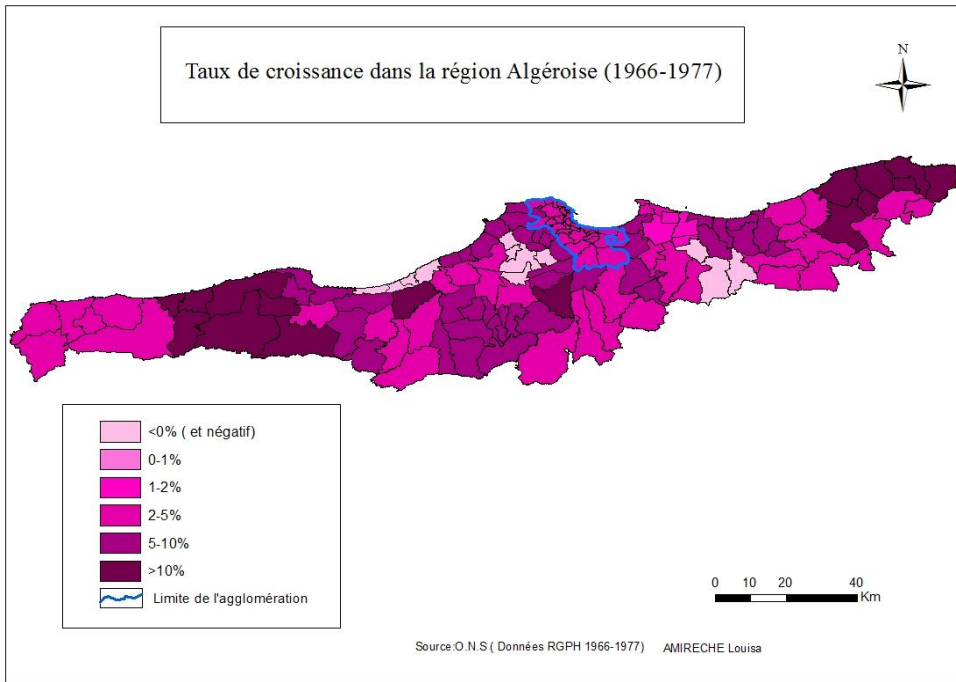 Taux de croissance dans la région Algéroise (1966-1977)
N
<0% ( et négatif)
0-1%
1-2%
2-5%
5-10%
>10%
Limite de l'agglomération
0 10 20 40
Km
Source:O.N.S ( Données RGPH 1966-1977) AMIRECHE Louisa